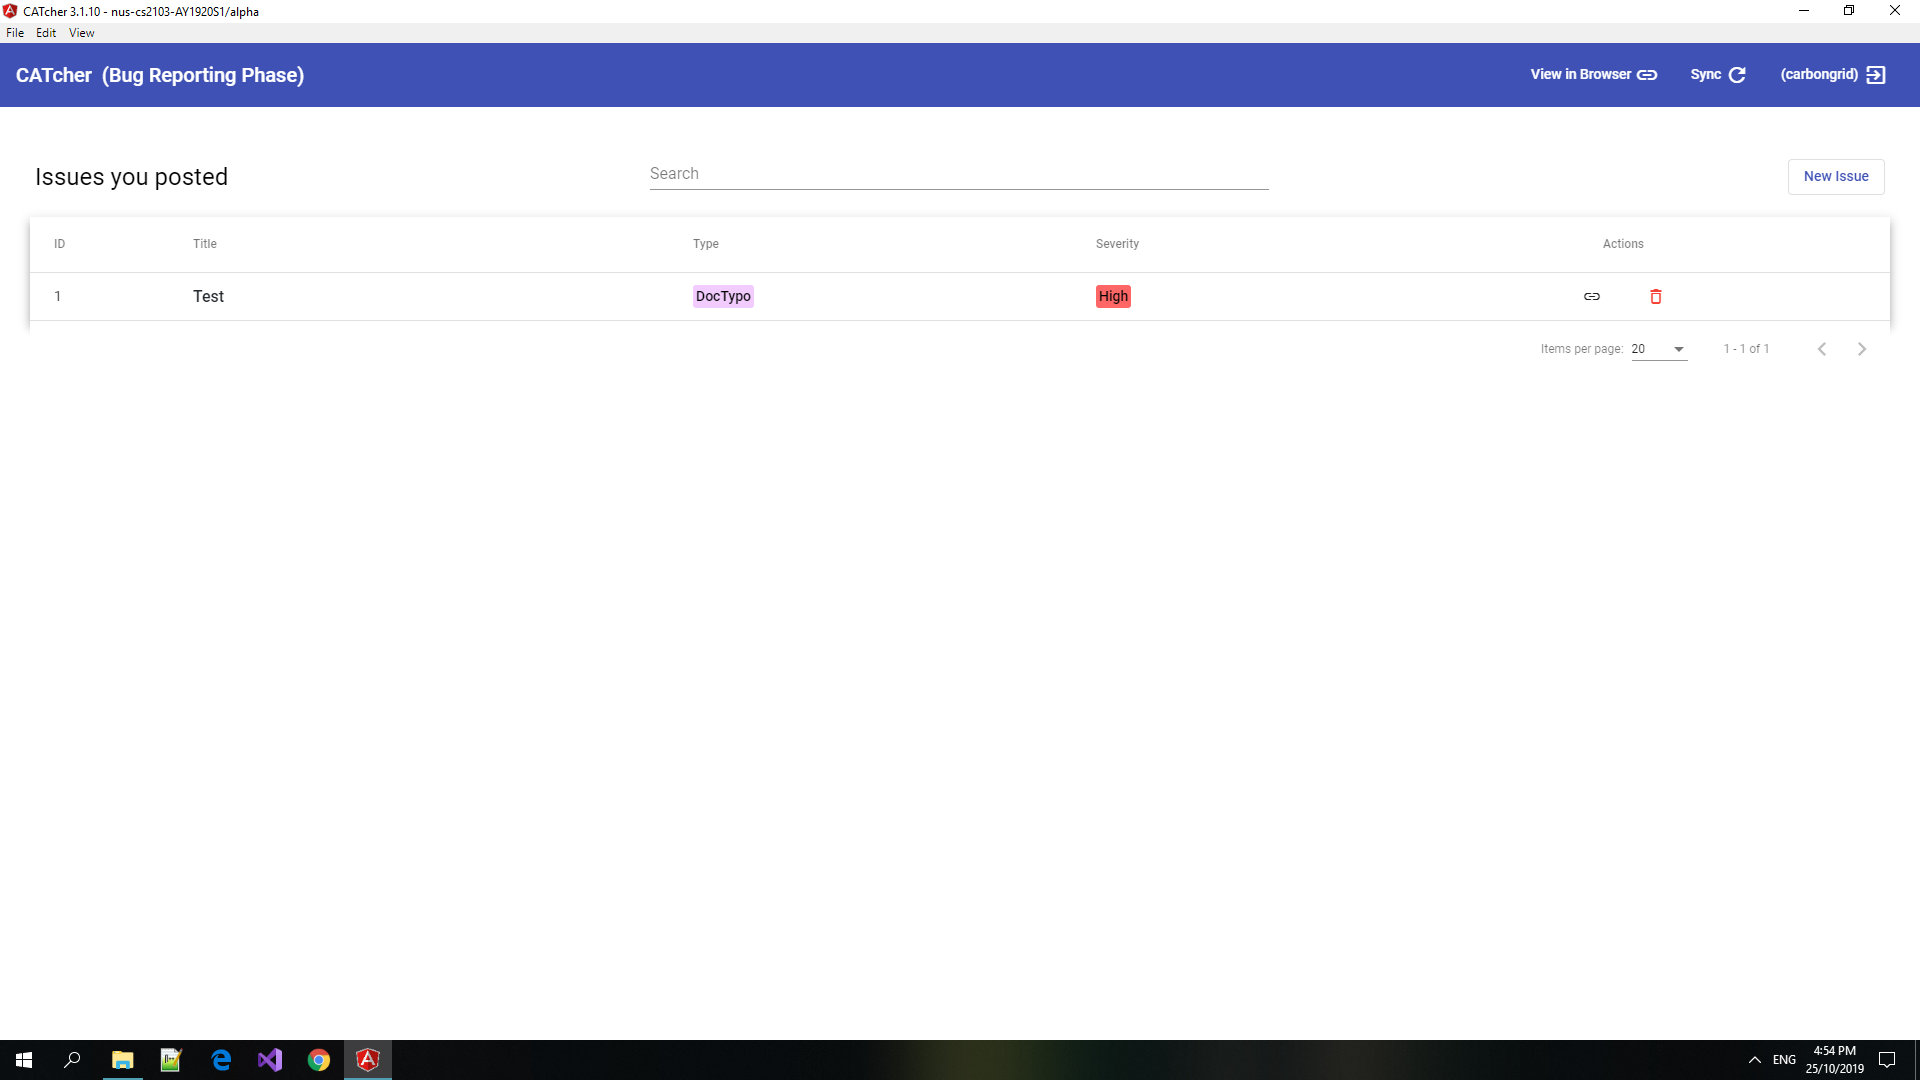 CATcher 3.1.10 - nus-cs2103-AY1920S1/alpha
File Edit View
CATcher (Bug Reporting Phase) View in Browser Sync (carbongrid)
Issues you posted Search New Issue
ID Title Type Severity Actions
1 Test DocTypo High
Items per page: 20 1 - 1 of 1
ENG 4:54 PM
25/10/2019